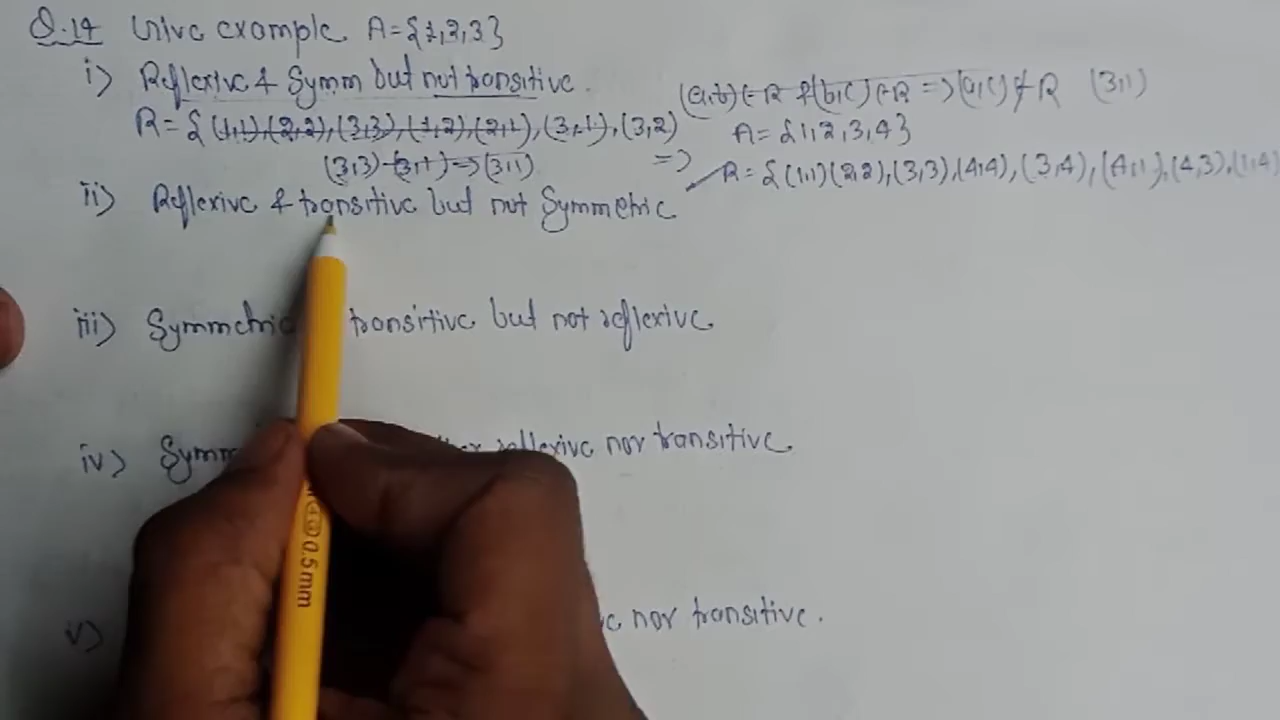 Q.14 Give example A={1,2,3}
i) Reflexive & Symm but not transitive.
R={(1,1),(2,2),(3,3),(1,2),(2,1),(3,1),(3,2)
(3,3) (3,1)=>(3,1)
(a,b)∈R &(b,c)∈R=>(a,c)∉R (3,1)
A={1,2,3,4}
=> R={(1,1)(2,2),(3,3),(4,4),(3,4),(4,1),(4,3),(1,4)
ii) Reflexive & transitive but not Symmetric
iii) Symmetric transitive but not reflexive.
iv) Symm reflexive nor transitive.
v) nor transitive.
0.5mm